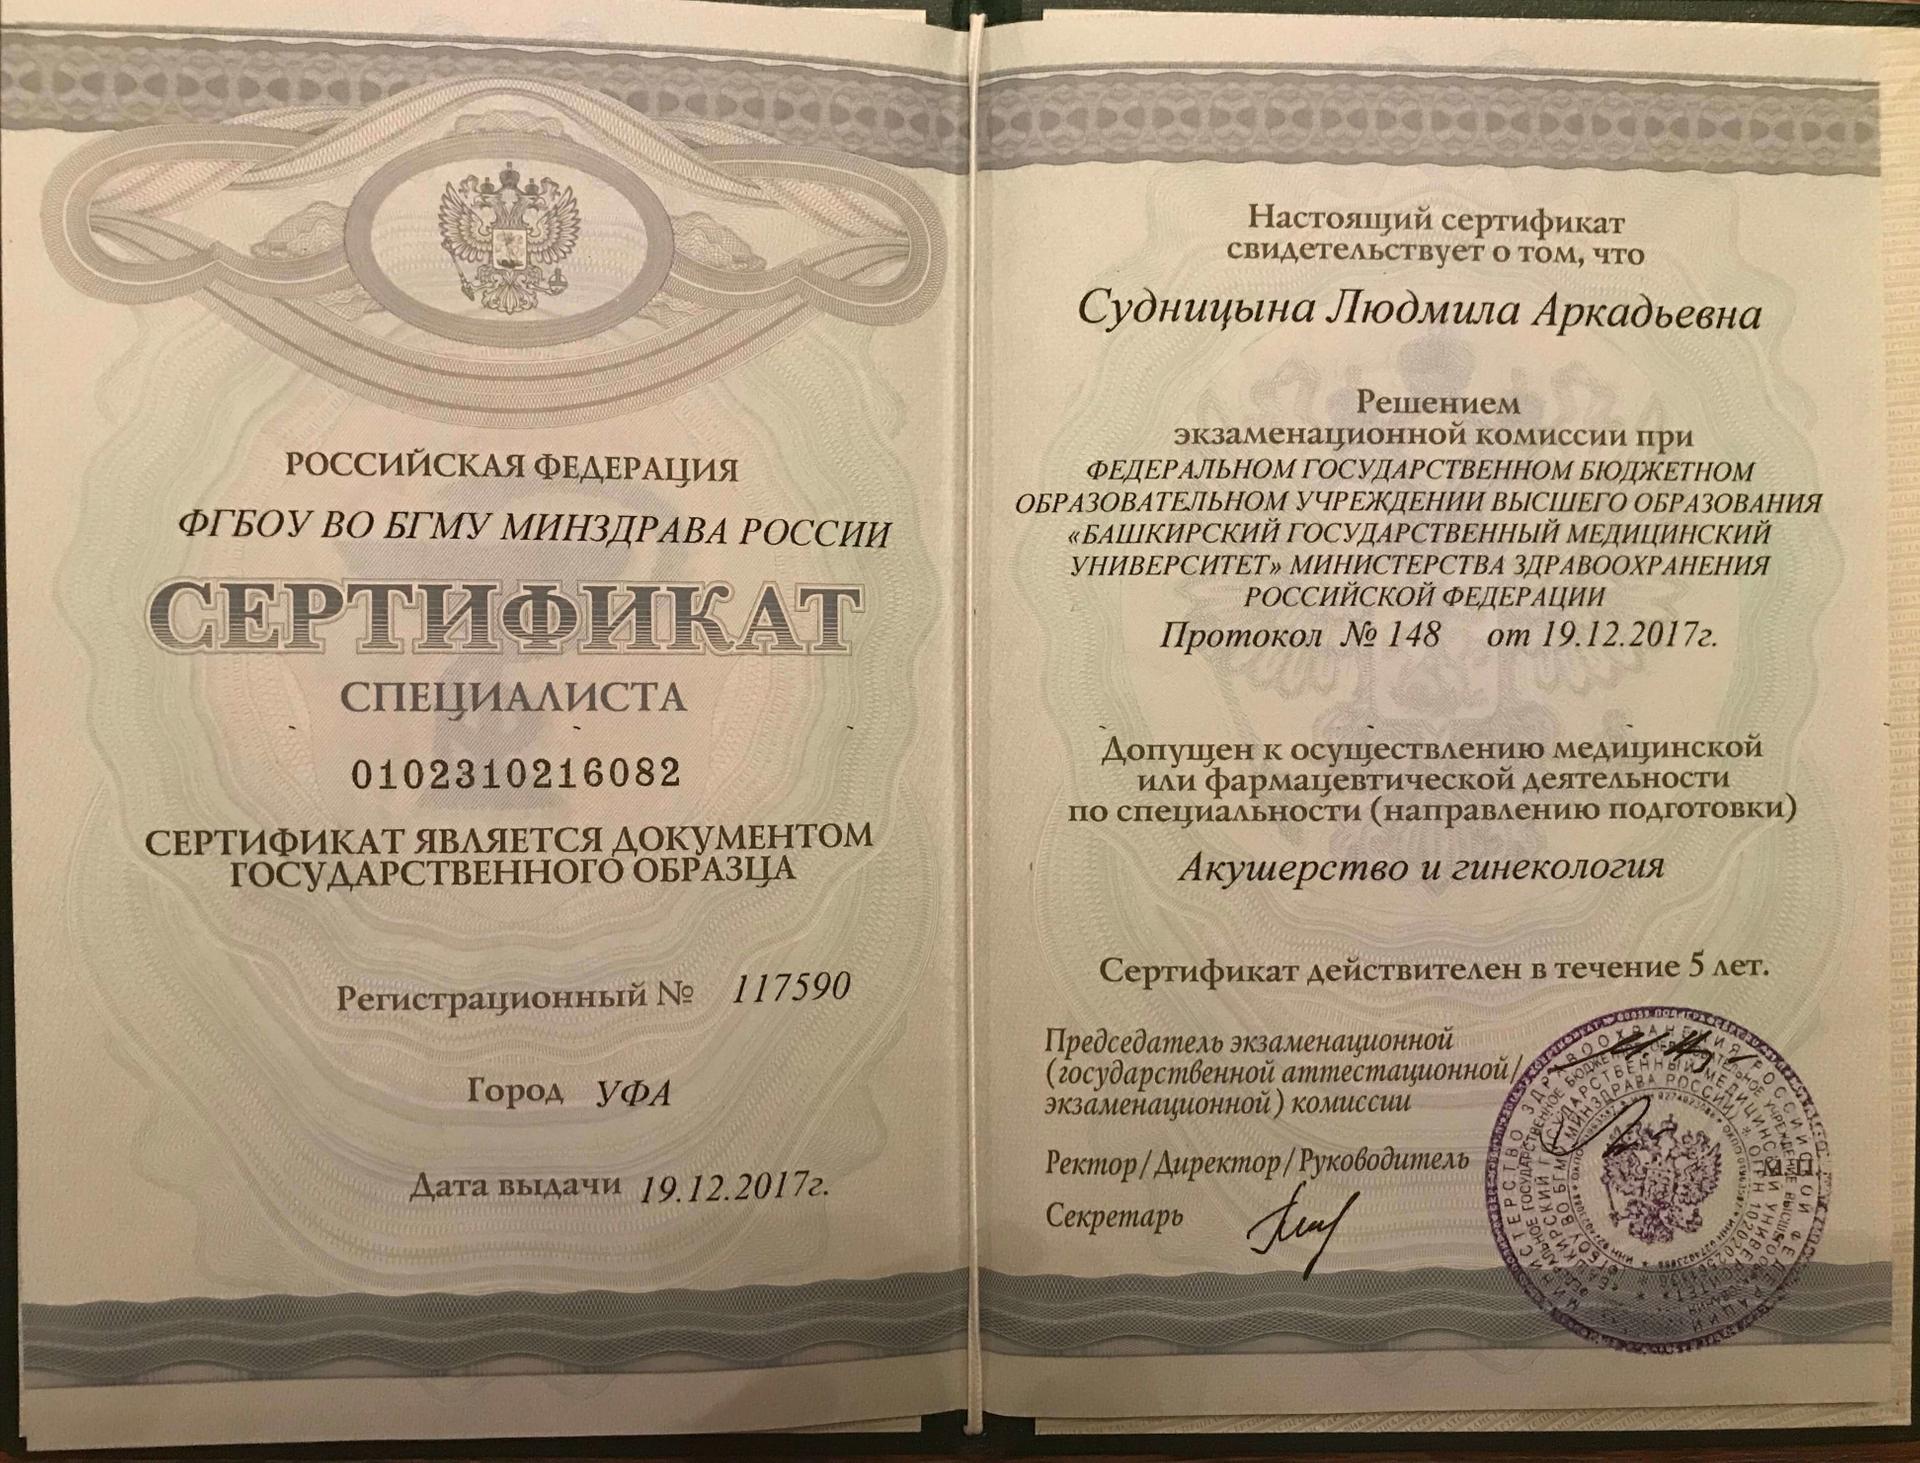 РОССИЙСКАЯ ФЕДЕРАЦИЯ
ФГБОУ ВО БГМУ МИНЗДРАВА РОССИИ
СЕРТИФИКАТ
СПЕЦИАЛИСТА
0102310216082
СЕРТИФИКАТ ЯВЛЯЕТСЯ ДОКУМЕНТОМ
ГОСУДАРСТВЕННОГО ОБРАЗЦА
Регистрационный № 117590
Город УФА
Дата выдачи 19.12.2017г.
Настоящий сертификат
свидетельствует о том, что
Судницына Людмила Аркадьевна
Решением
экзаменационной комиссии при
ФЕДЕРАЛЬНОМ ГОСУДАРСТВЕННОМ БЮДЖЕТНОМ
ОБРАЗОВАТЕЛЬНОМ УЧРЕЖДЕНИИ ВЫСШЕГО ОБРАЗОВАНИЯ
«БАШКИРСКИЙ ГОСУДАРСТВЕННЫЙ МЕДИЦИНСКИЙ
УНИВЕРСИТЕТ» МИНИСТЕРСТВА ЗДРАВООХРАНЕНИЯ
РОССИЙСКОЙ ФЕДЕРАЦИИ
Протокол № 148 от 19.12.2017г.
Допущен к осуществлению медицинской
или фармацевтической деятельности
по специальности (направлению подготовки)
Акушерство и гинекология
Сертификат действителен в течение 5 лет.
Председатель экзаменационной
(государственной аттестационной/
экзаменационной) комиссии
Ректор/Директор/Руководитель
Секретарь
М.П.
МИНИСТЕРСТВО ЗДРАВООХРАНЕНИЯ РОССИЙСКОЙ ФЕДЕРАЦИИ